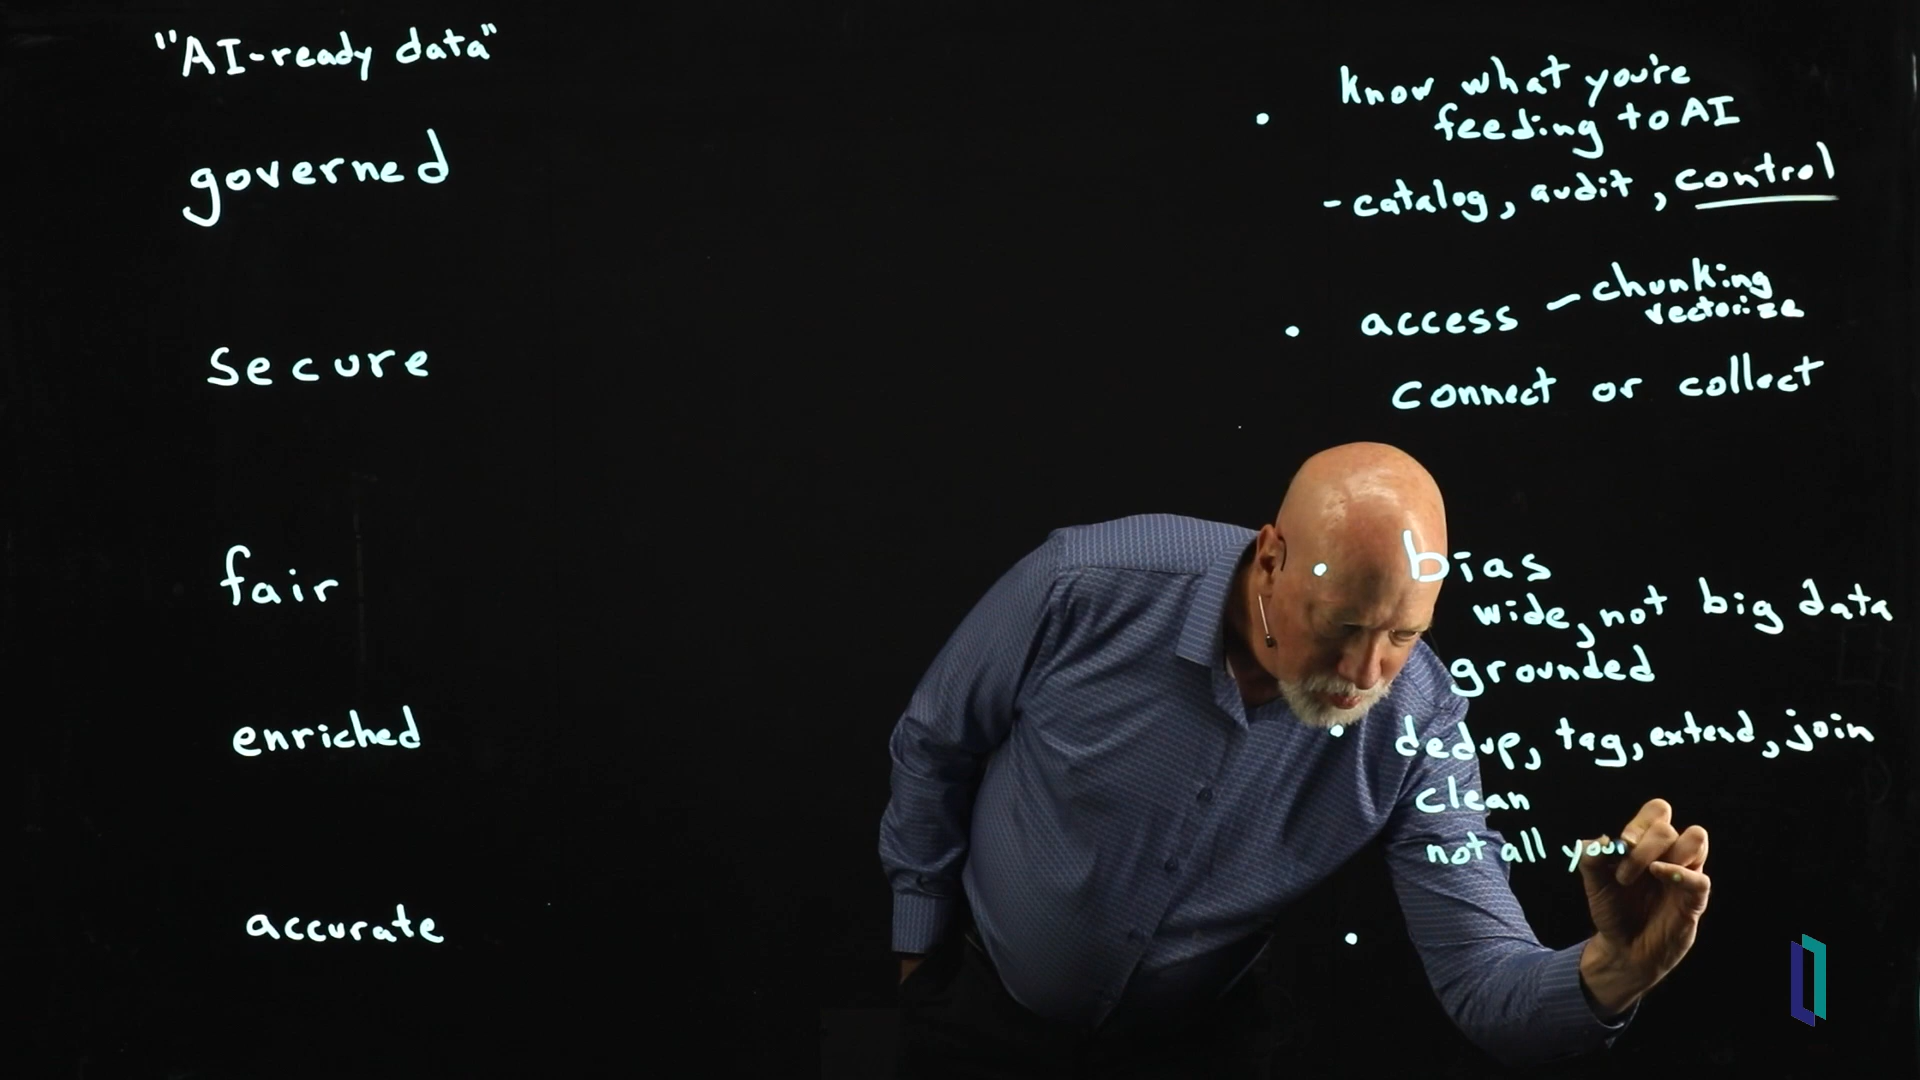 "AI-ready data"
governed
secure
fair
enriched
accurate
• know what you're
feeding to AI
- catalog, audit, control
• access - chunking
vectorize
connect or collect
• bias
wide, not big data
grounded
• dedup, tag, extend, join
clean
not all your
•